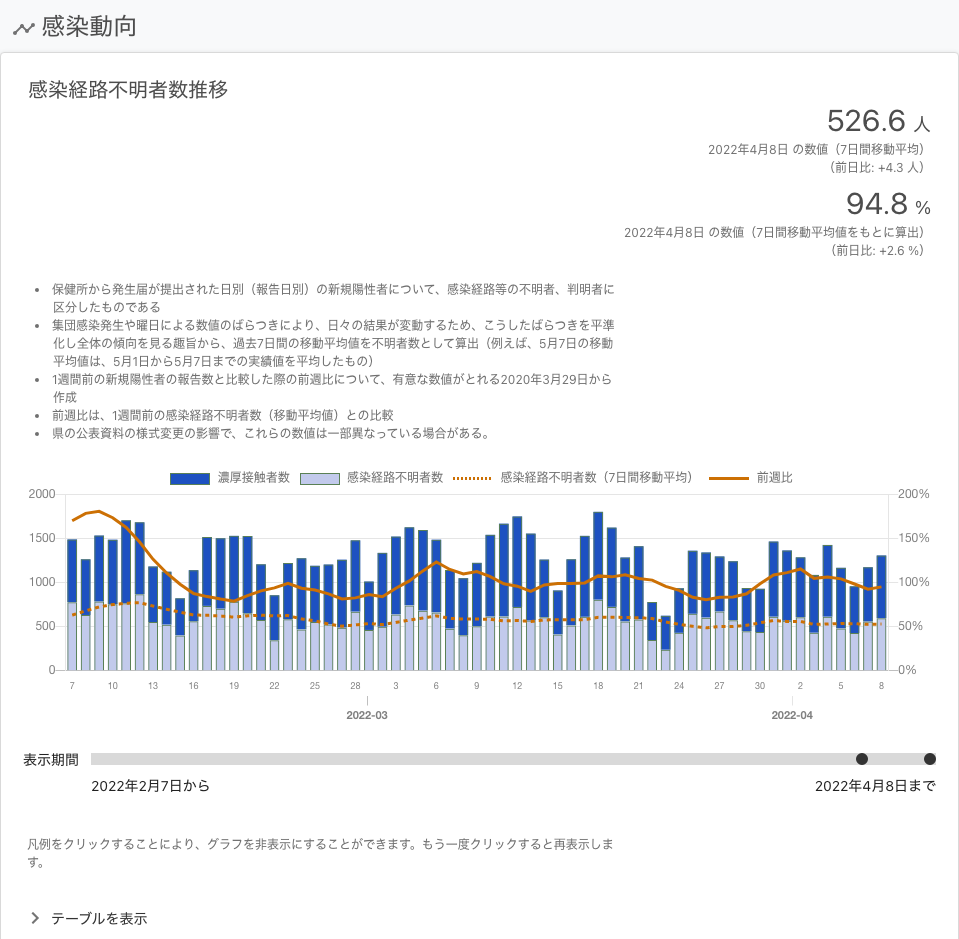 感染動向
感染経路不明者数推移
526.6 人
2022年4月8日 の数値（7日間移動平均）
（前日比: +4.3 人）
94.8 %
2022年4月8日 の数値（7日間移動平均値をもとに算出）
（前日比: +2.6 %）
• 保健所から発生届が提出された日別（報告日別）の新規陽性者について、感染経路等の不明者、判明者に
区分したものである
• 集団感染発生や曜日による数値のばらつきにより、日々の結果が変動するため、こうしたばらつきを平準
化し全体の傾向を見る趣旨から、過去7日間の移動平均値を不明者数として算出（例えば、5月7日の移動
平均値は、5月1日から5月7日までの実績値を平均したもの）
• 1週間前の新規陽性者の報告数と比較した際の前週比について、有意な数値がとれる2020年3月29日から
作成
• 前週比は、1週間前の感染経路不明者数（移動平均値）との比較
• 県の公表資料の様式変更の影響で、これらの数値は一部異なっている場合がある。
濃厚接触者数 感染経路不明者数 感染経路不明者数（7日間移動平均） 前週比
2000 200%
1500 150%
1000 100%
500 50%
0 0%
7 10 13 16 19 22 25 28 3 6 9 12 15 18 21 24 27 30 2 5 8
2022-03 2022-04
表示期間
2022年2月7日から 2022年4月8日まで
凡例をクリックすることにより、グラフを非表示にすることができます。もう一度クリックすると再表示しま
す。
テーブルを表示